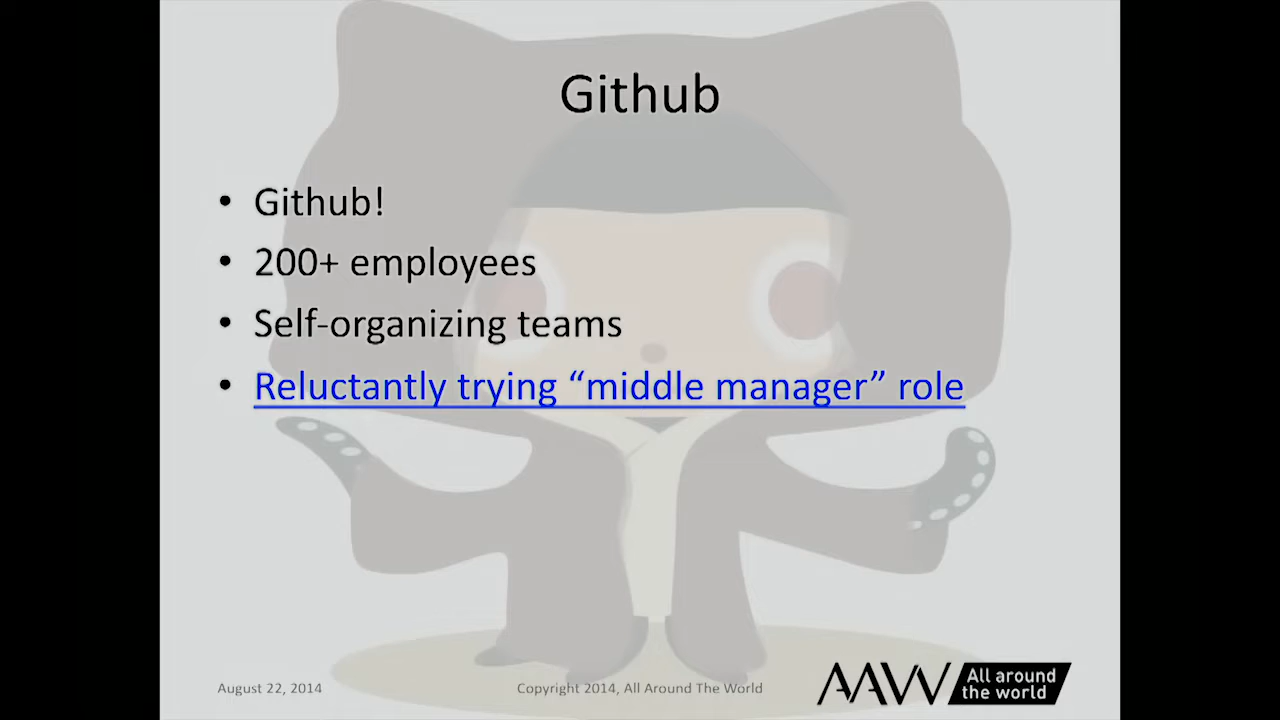 Github
• Github!
• 200+ employees
• Self-organizing teams
• Reluctantly trying “middle manager” role
August 22, 2014
Copyright 2014, All Around The World
AAW All around
the world